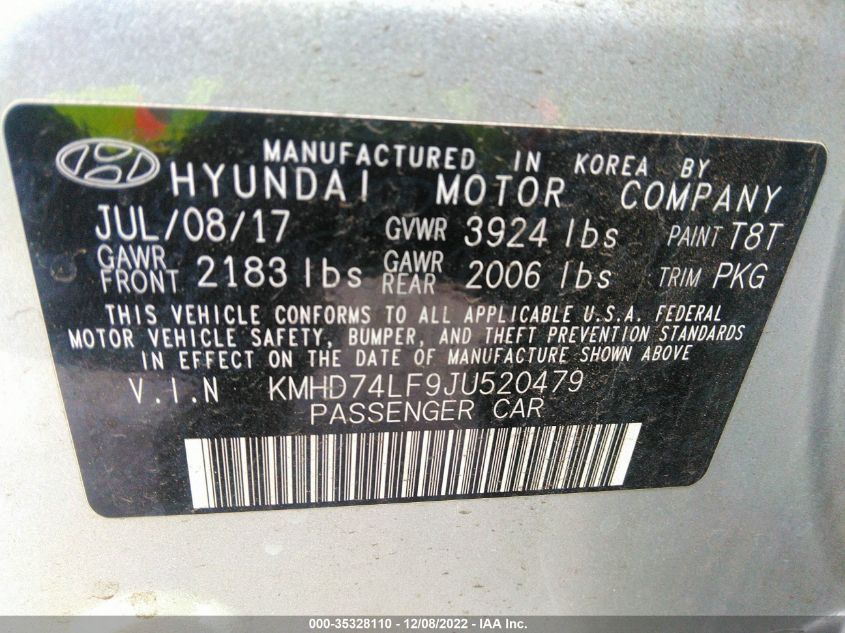 MANUFACTURED IN KOREA BY
HYUNDAI MOTOR COMPANY
JUL/08/17 GVWR 3924 lbs PAINT T8T
GAWR FRONT 2183 lbs GAWR REAR 2006 lbs TRIM PKG
THIS VEHICLE CONFORMS TO ALL APPLICABLE U.S.A. FEDERAL
MOTOR VEHICLE SAFETY, BUMPER, AND THEFT PREVENTION STANDARDS
IN EFFECT ON THE DATE OF MANUFACTURE SHOWN ABOVE
V.I.N KMHD74LF9JU520479
PASSENGER CAR
000-35328110 - 12/08/2022 - IAA Inc.